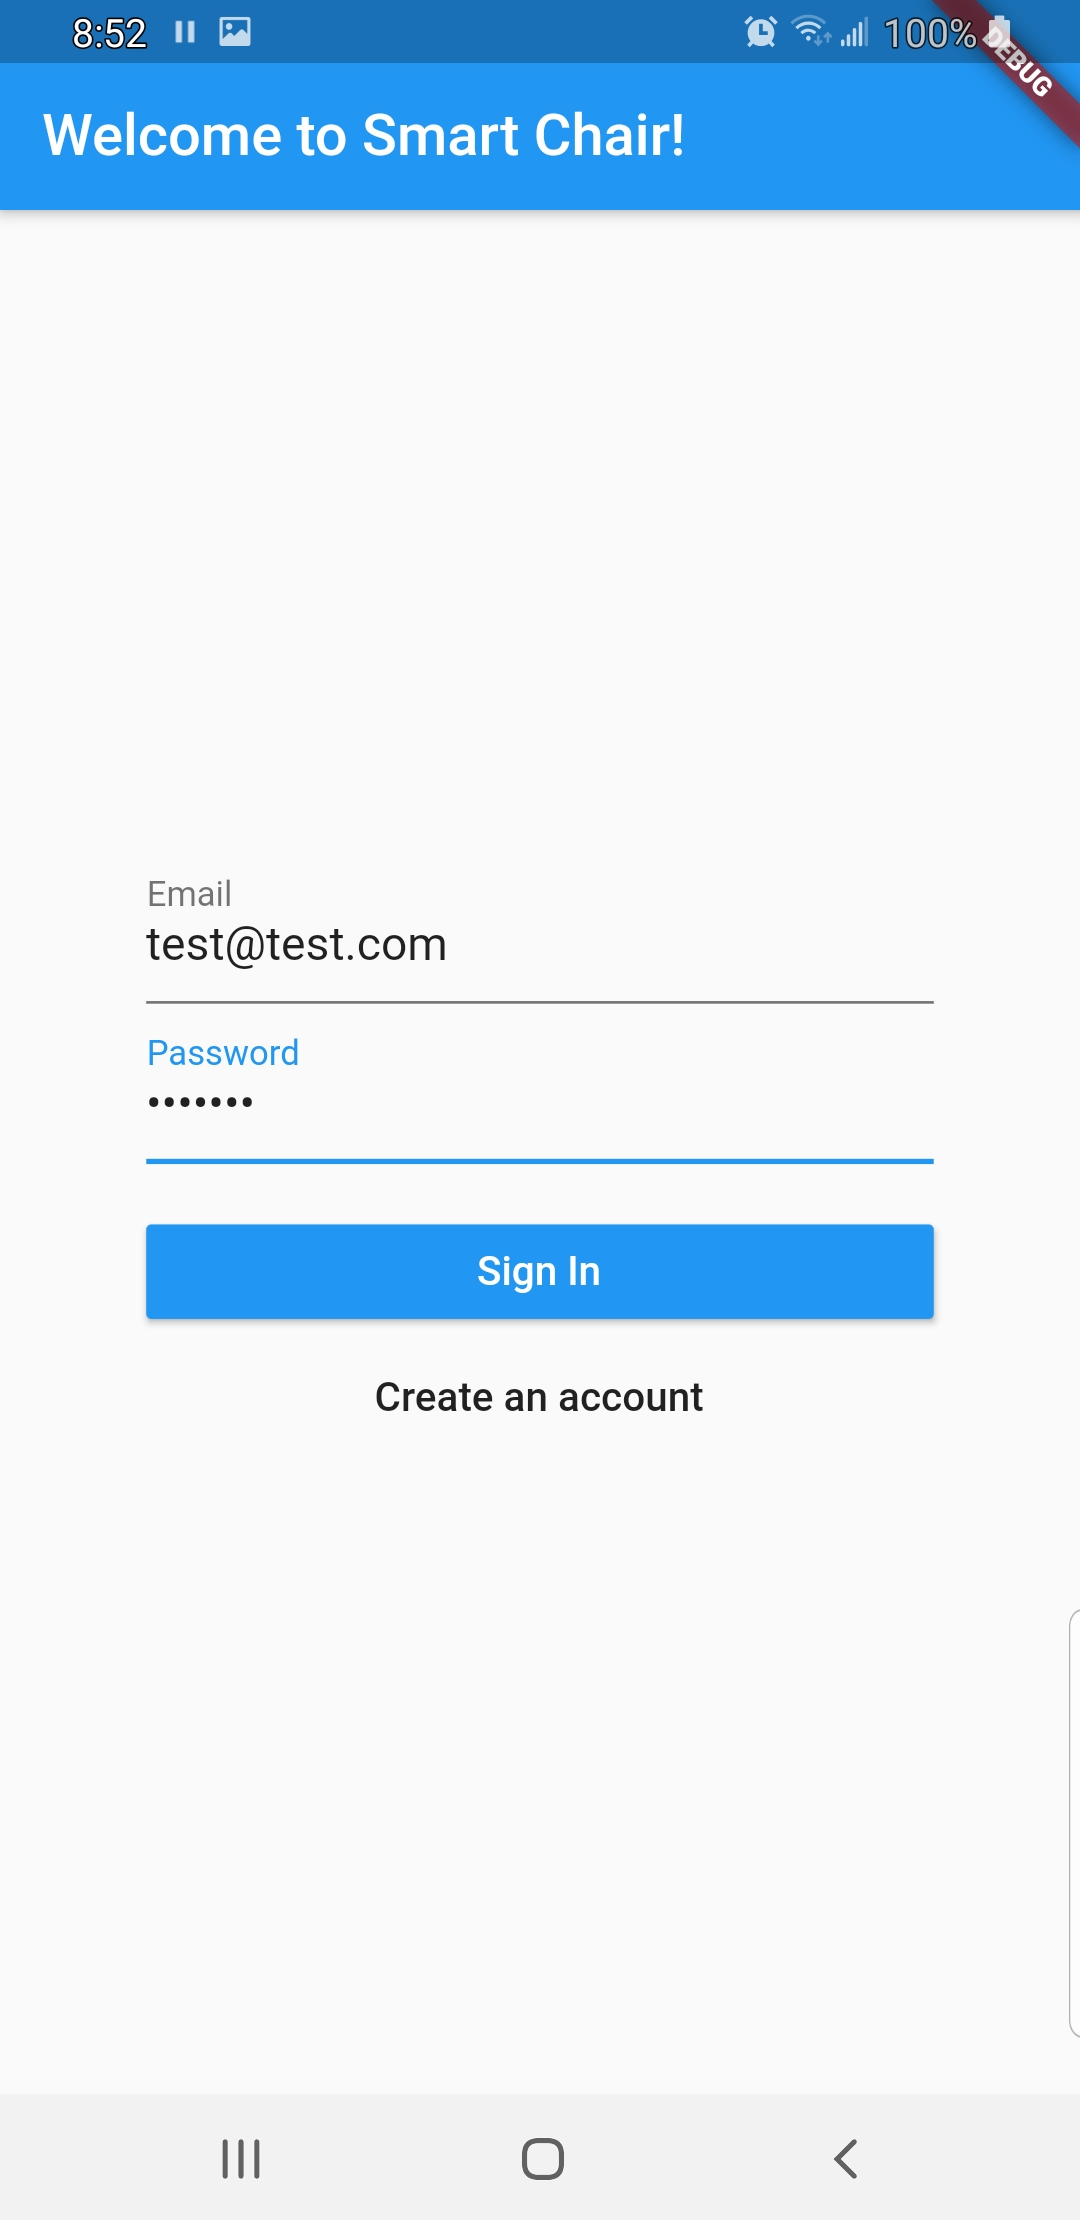 8:52 100%
DEBUG
Welcome to Smart Chair!
Email
test@test.com
Password
•••••••
Sign In
Create an account